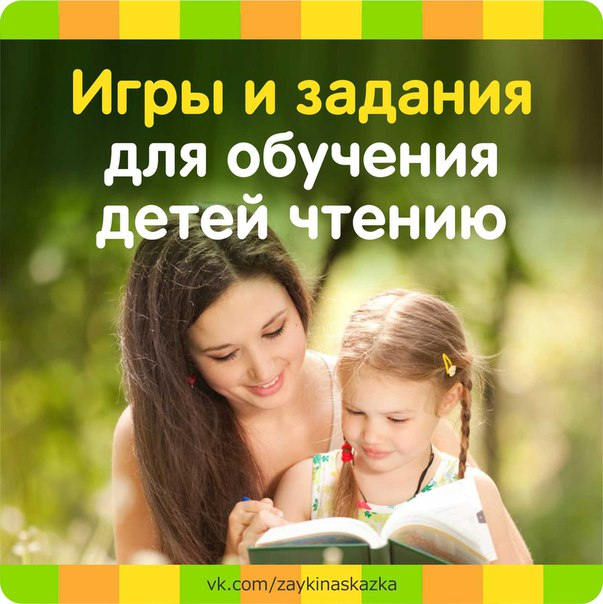 Игры и задания
для обучения
детей чтению
vk.com/zaykinaskazka